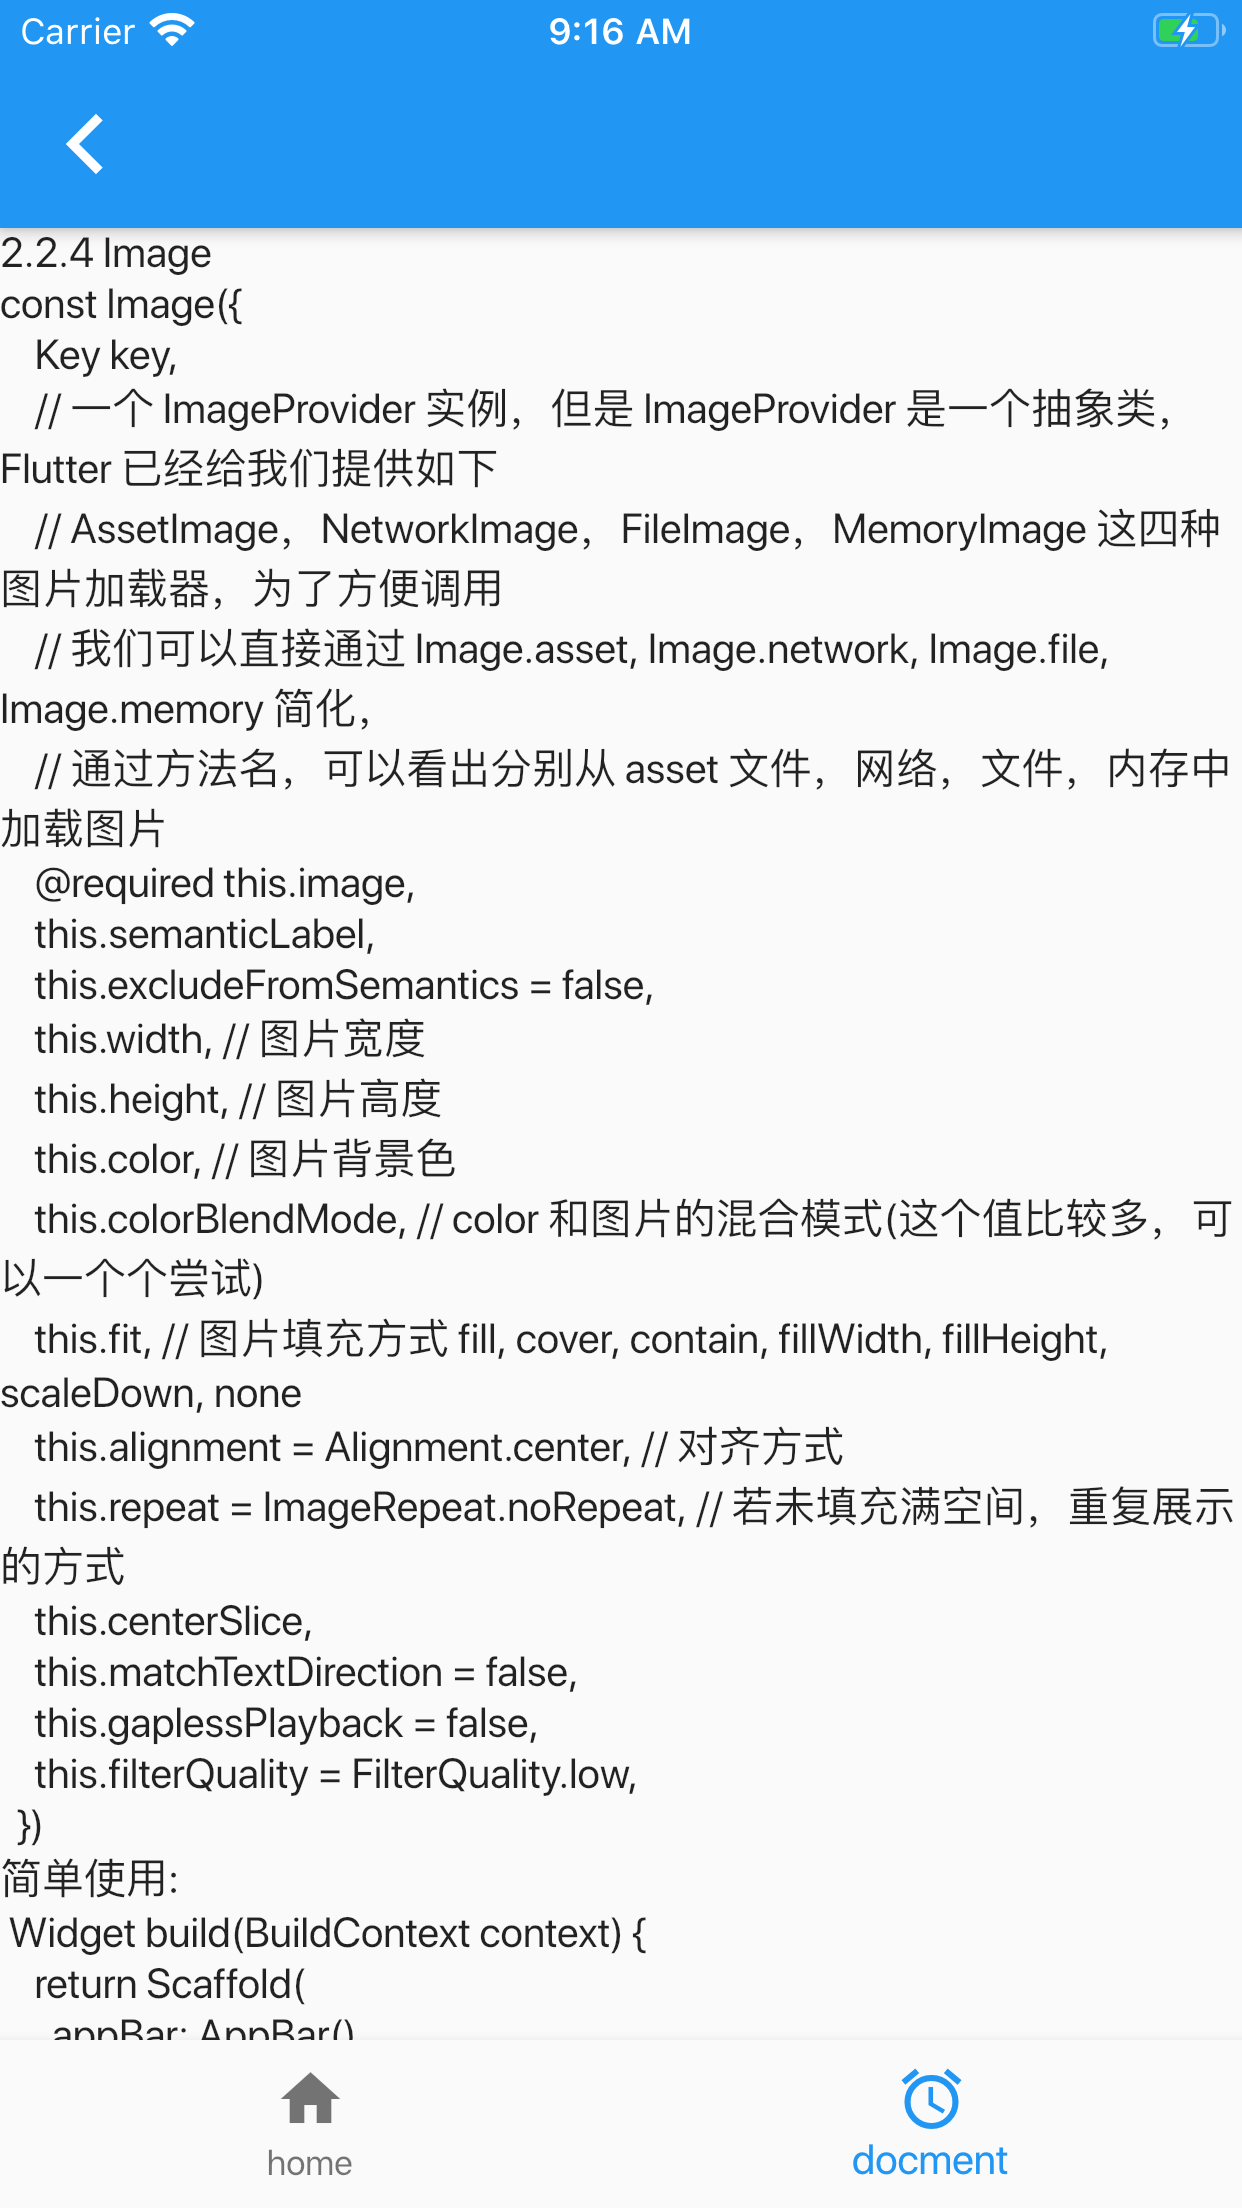 Carrier 9:16 AM
2.2.4 Image
const Image({
    Key key,
    // 一个 ImageProvider 实例，但是 ImageProvider 是一个抽象类，
Flutter 已经给我们提供如下
    // AssetImage，NetworkImage，FileImage，MemoryImage 这四种
图片加载器，为了方便调用
    // 我们可以直接通过 Image.asset, Image.network, Image.file,
Image.memory 简化，
    // 通过方法名，可以看出分别从 asset 文件，网络，文件，内存中
加载图片
    @required this.image,
    this.semanticLabel,
    this.excludeFromSemantics = false,
    this.width, // 图片宽度
    this.height, // 图片高度
    this.color, // 图片背景色
    this.colorBlendMode, // color 和图片的混合模式(这个值比较多，可
以一个个尝试)
    this.fit, // 图片填充方式 fill, cover, contain, fillWidth, fillHeight,
scaleDown, none
    this.alignment = Alignment.center, // 对齐方式
    this.repeat = ImageRepeat.noRepeat, // 若未填充满空间，重复展示
的方式
    this.centerSlice,
    this.matchTextDirection = false,
    this.gaplessPlayback = false,
    this.filterQuality = FilterQuality.low,
  })
简单使用:
 Widget build(BuildContext context) {
    return Scaffold(
      appBar: AppBar()
home
docment